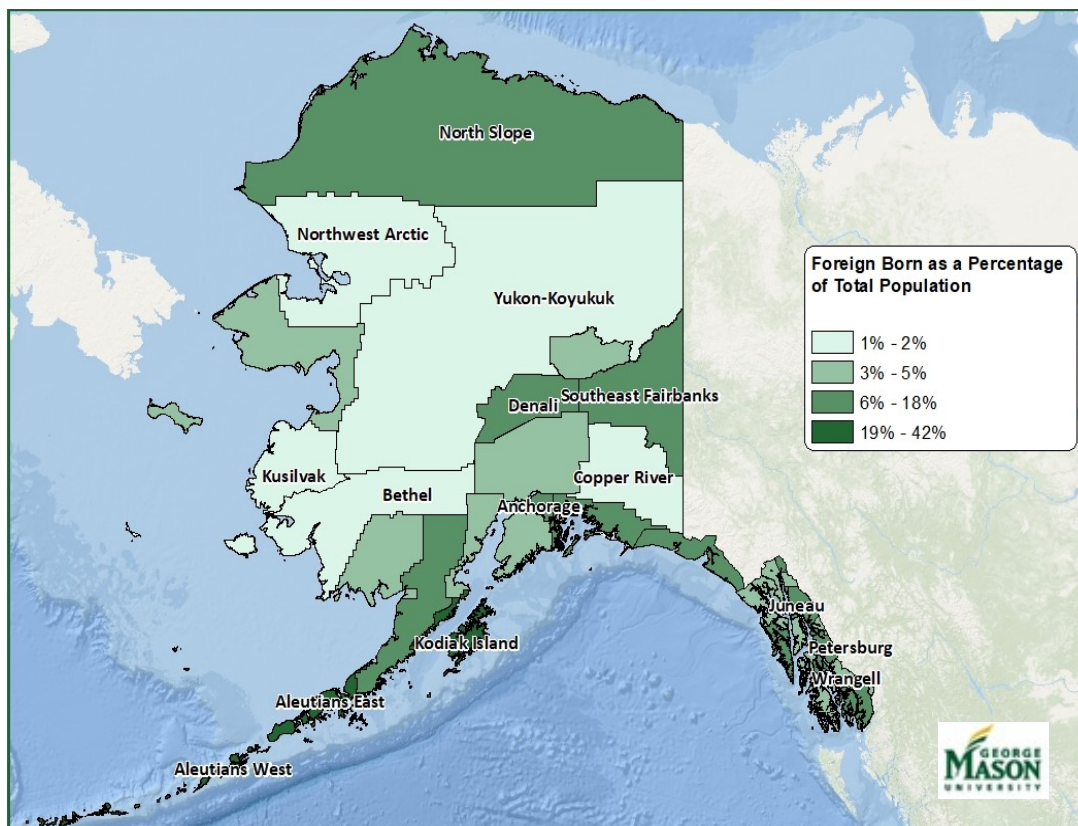 North Slope
Northwest Arctic
Yukon-Koyukuk
Foreign Born as a Percentage
of Total Population
1% - 2%
3% - 5%
6% - 18%
19% - 42%
Southeast Fairbanks
Denali
Kusilvak
Bethel
Copper River
Anchorage
Juneau
Kodiak Island
Petersburg
Wrangell
Aleutians East
Aleutians West
GEORGE
MASON
UNIVERSITY